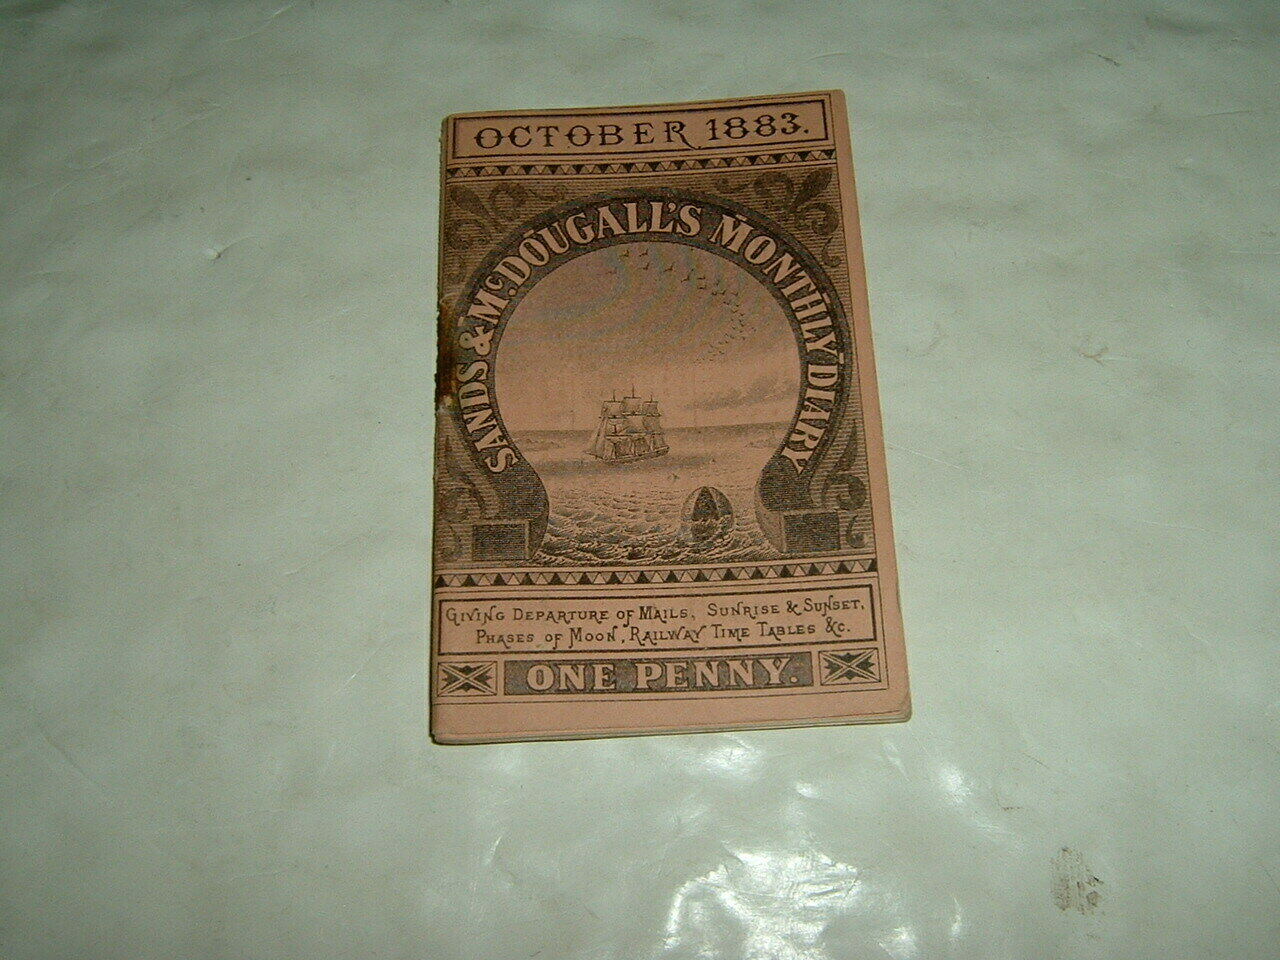 OCTOBER 1883.
SANDS & McDOUGALL'S MONTHLY DIARY
GIVING DEPARTURE OF MAILS, SUNRISE & SUNSET,
PHASES OF MOON, RAILWAY TIME TABLES &c.
ONE PENNY.